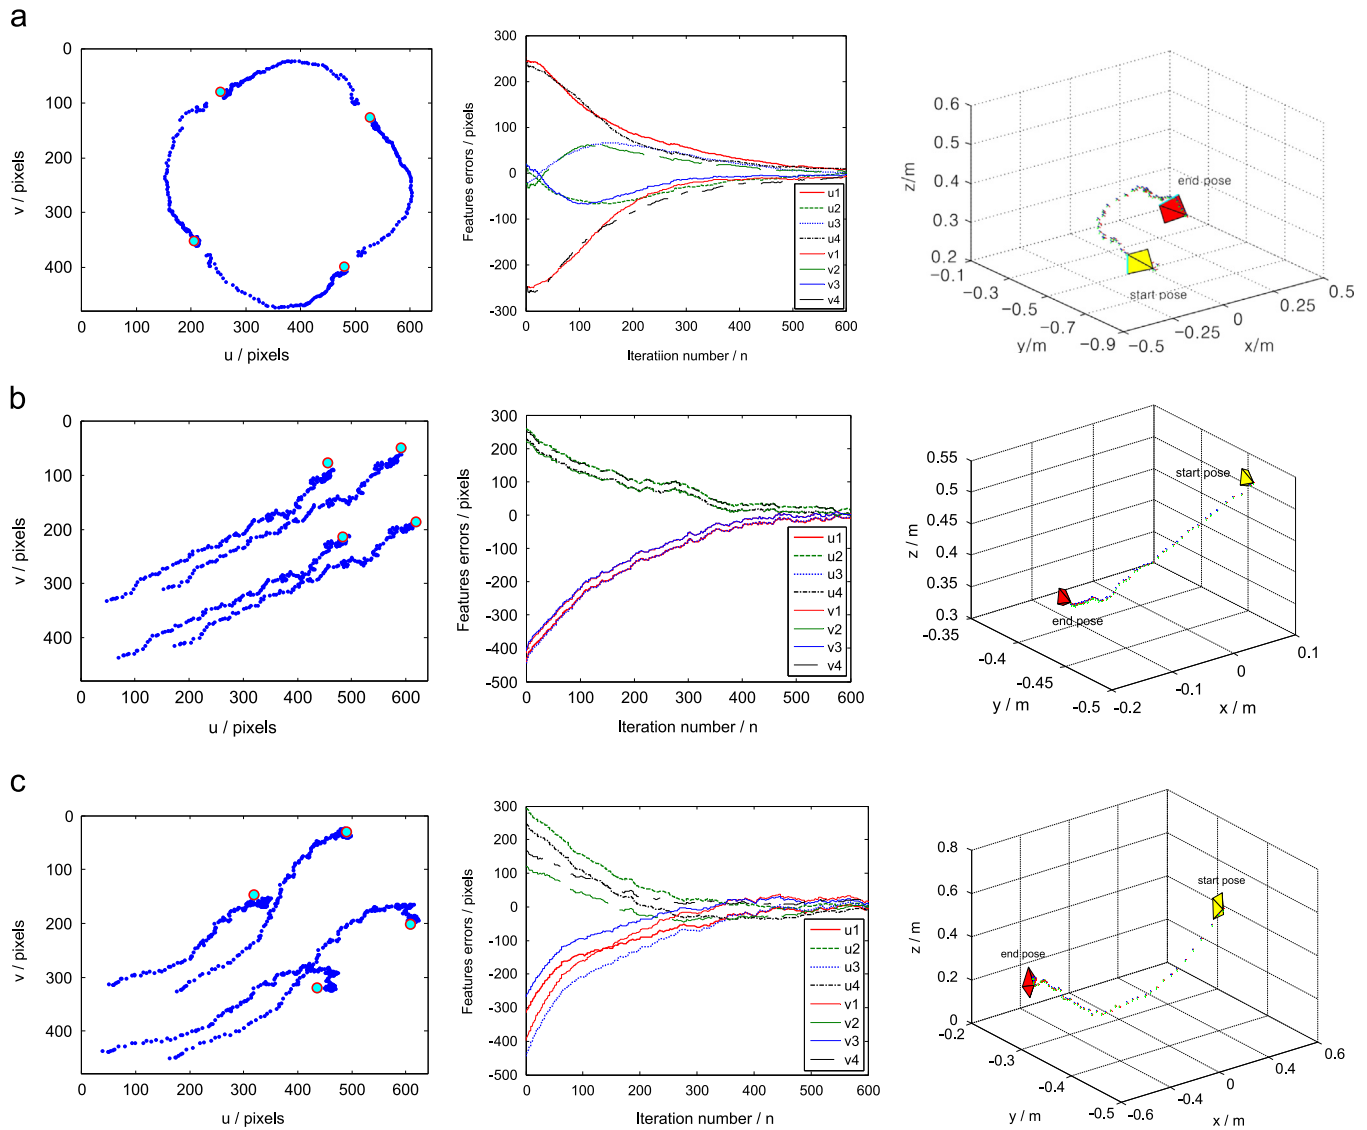 a
0
100
200
300
400
v / pixels
0 100 200 300 400 500 600
u / pixels
300
200
100
0
-100
-200
-300
Features errors / pixels
0 100 200 300 400 500 600
Iteratiion number / n
u1
u2
u3
u4
v1
v2
v3
v4
0.6
0.5
0.4
0.3
0.2
z/m
−0.1
−0.3
−0.5
−0.7
−0.9
y/m
−0.5
−0.25
0
0.25
0.5
x/m
end pose
start pose
b
0
100
200
300
400
v / pixels
0 100 200 300 400 500 600
u / pixels
300
200
100
0
-100
-200
-300
-400
-500
Features errors / pixels
0 100 200 300 400 500 600
Iteration number / n
u1
u2
u3
u4
v1
v2
v3
v4
0.55
0.5
0.45
0.4
0.35
0.3
z / m
-0.35
-0.4
-0.45
-0.5
y / m
-0.2
-0.1
0
0.1
x / m
start pose
end pose
c
0
100
200
300
400
v / pixels
0 100 200 300 400 500 600
u / pixels
300
200
100
0
-100
-200
-300
-400
-500
Features errors / pixels
0 100 200 300 400 500 600
Iteration number / n
u1
u2
u3
u4
v1
v2
v3
v4
0.8
0.6
0.4
0.2
0
z / m
-0.2
-0.3
-0.4
-0.5
y / m
-0.6
-0.4
0
0.4
0.6
x / m
start pose
end pose